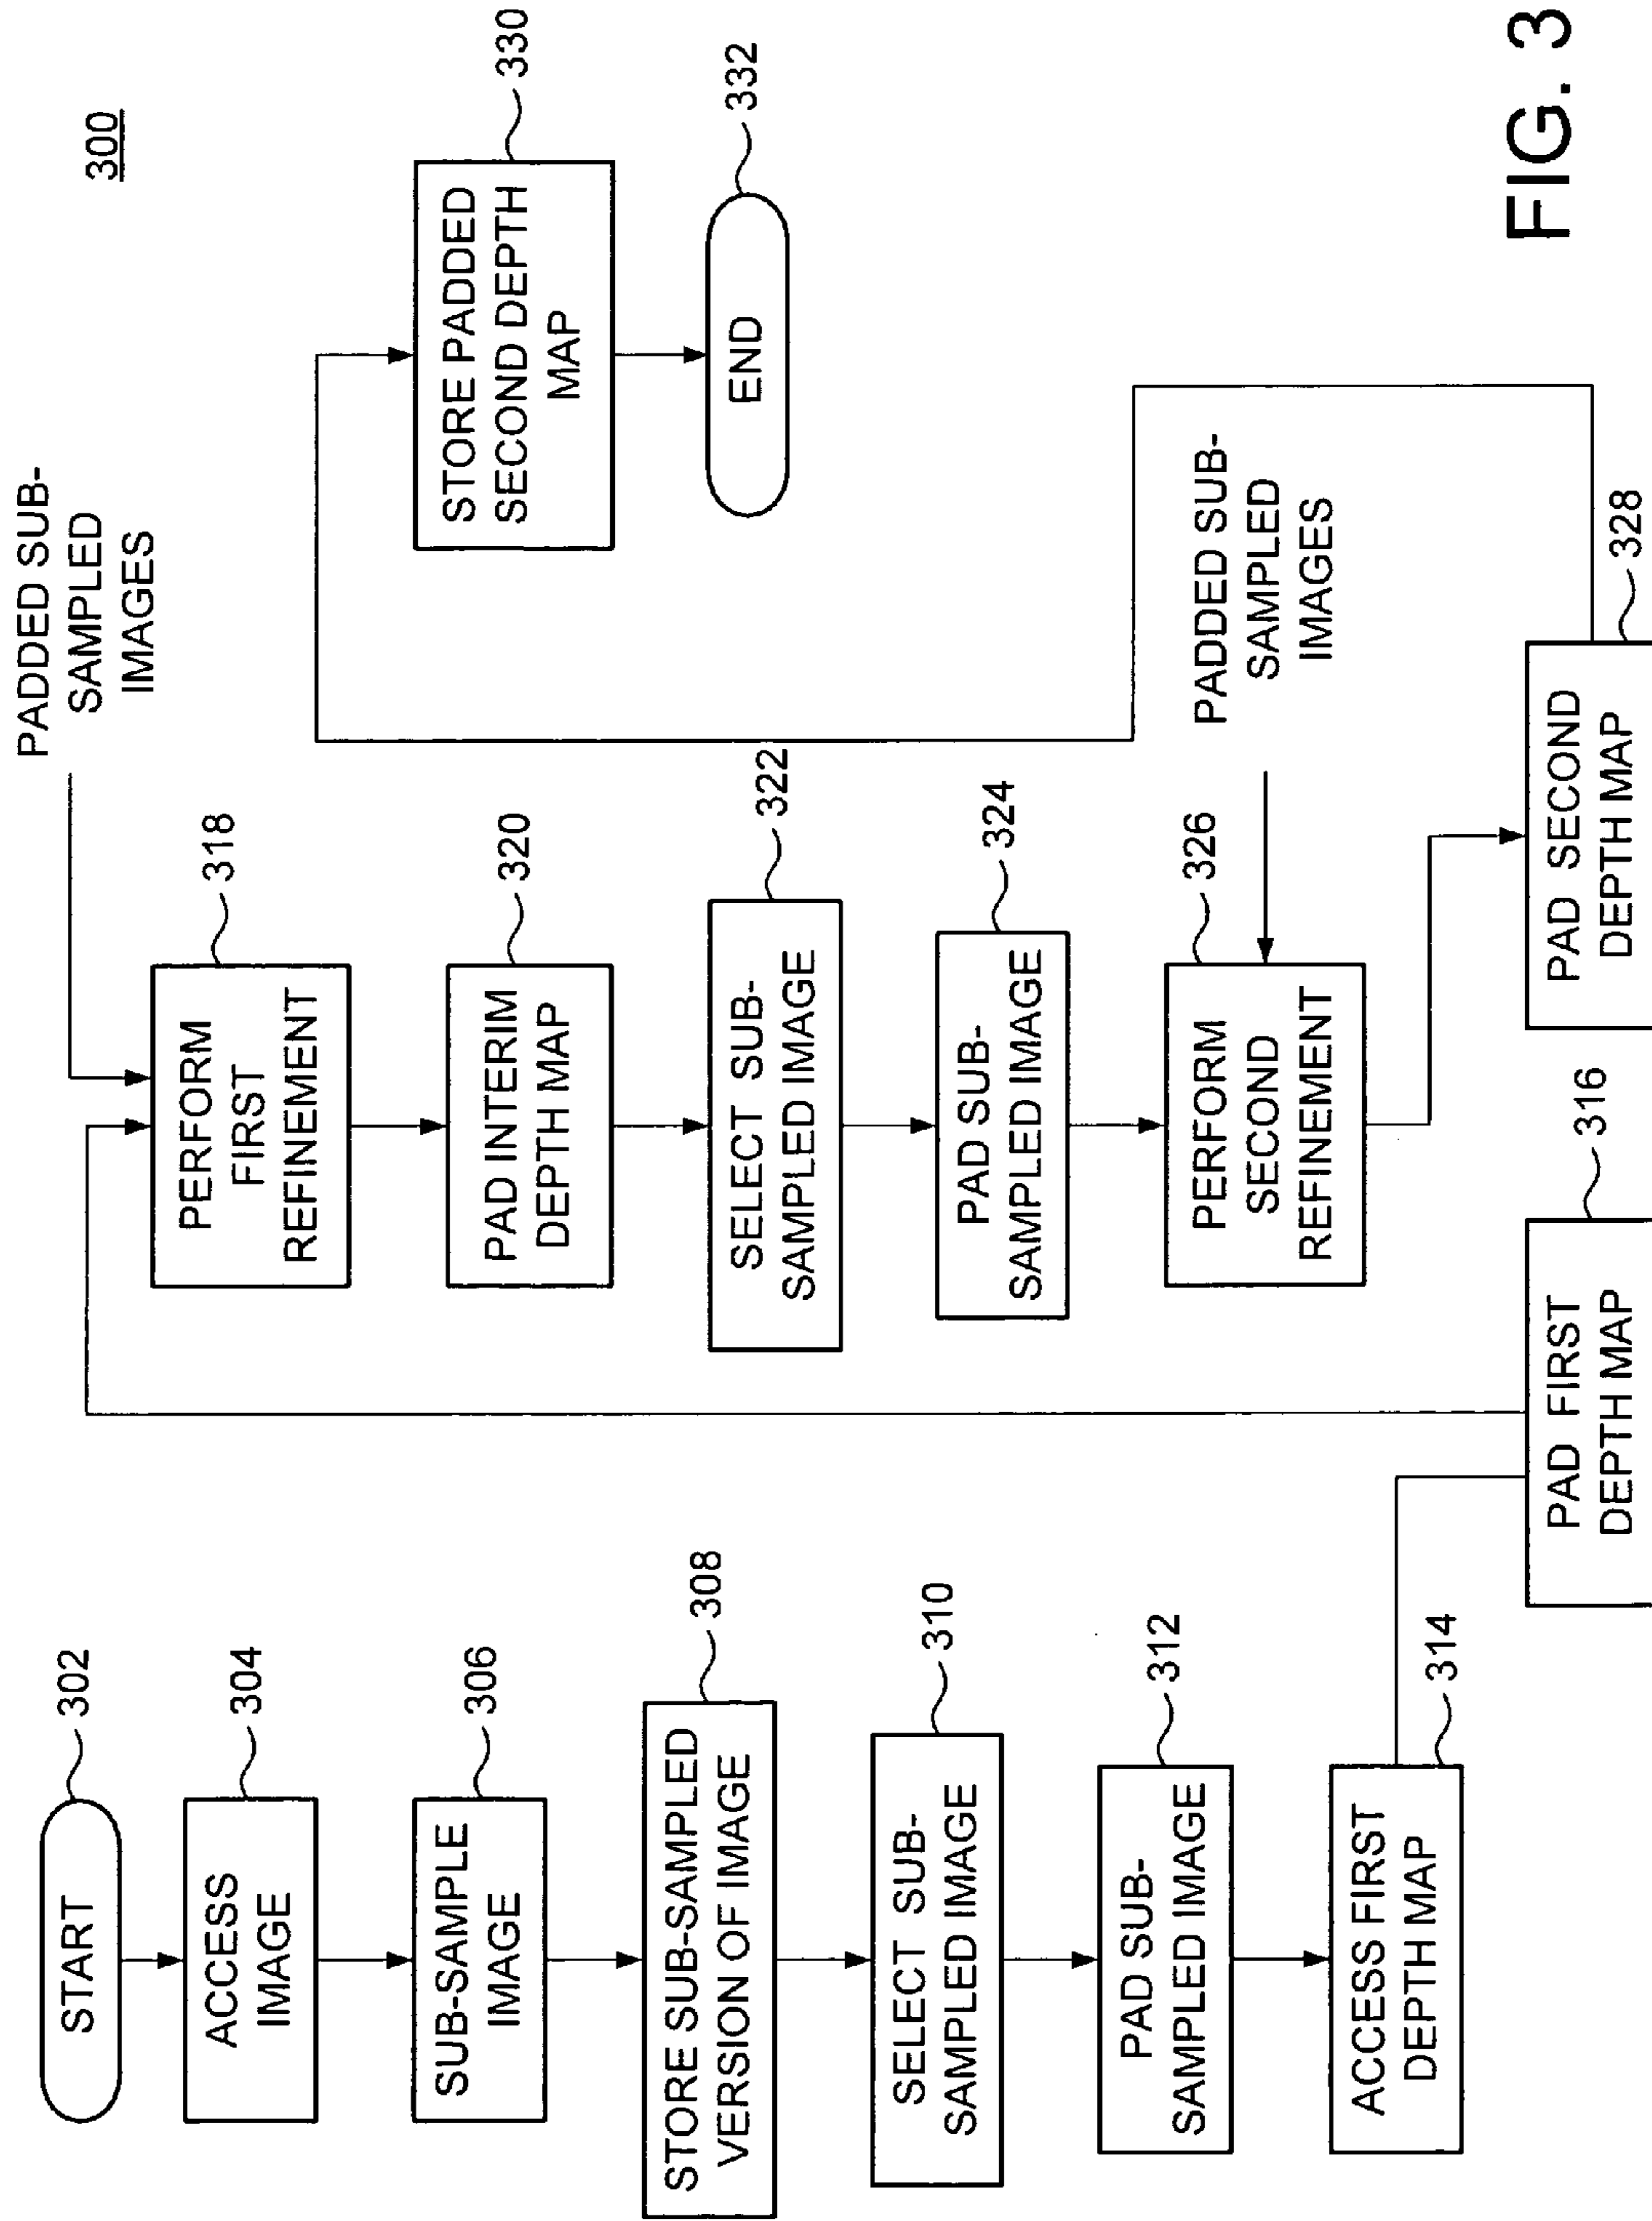 300
START
302
ACCESS
IMAGE
304
SUB-SAMPLE
IMAGE
306
STORE SUB-SAMPLED
VERSION OF IMAGE
308
SELECT SUB-
SAMPLED IMAGE
310
PAD SUB-
SAMPLED IMAGE
312
ACCESS FIRST
DEPTH MAP
314
PAD FIRST
DEPTH MAP
316
PADDED SUB-
SAMPLED
IMAGES
PERFORM
FIRST
REFINEMENT
318
PAD INTERIM
DEPTH MAP
320
SELECT SUB-
SAMPLED IMAGE
322
PAD SUB-
SAMPLED IMAGE
324
PERFORM
SECOND
REFINEMENT
326
PADDED SUB-
SAMPLED
IMAGES
PAD SECOND
DEPTH MAP
328
STORE PADDED
SECOND DEPTH
MAP
330
END
332
FIG. 3